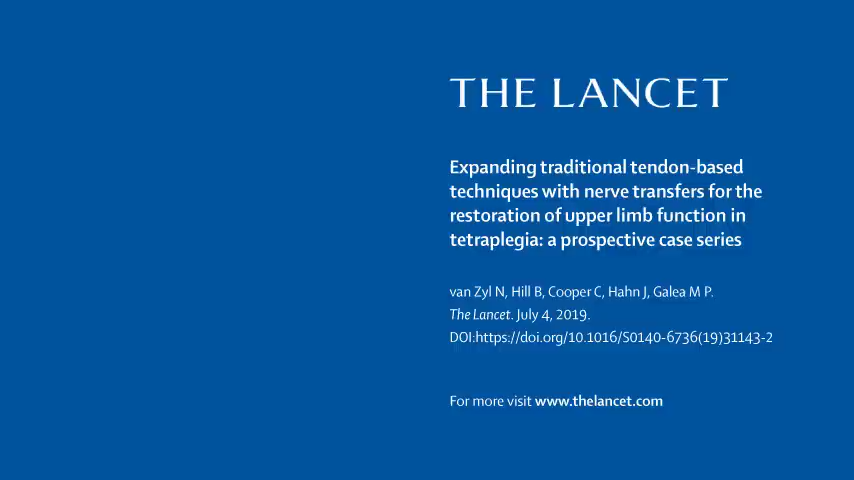 THE LANCET
Expanding traditional tendon-based
techniques with nerve transfers for the
restoration of upper limb function in
tetraplegia: a prospective case series
van Zyl N, Hill B, Cooper C, Hahn J, Galea M P.
The Lancet. July 4, 2019.
DOI:https://doi.org/10.1016/S0140-6736(19)31143-2
For more visit www.thelancet.com